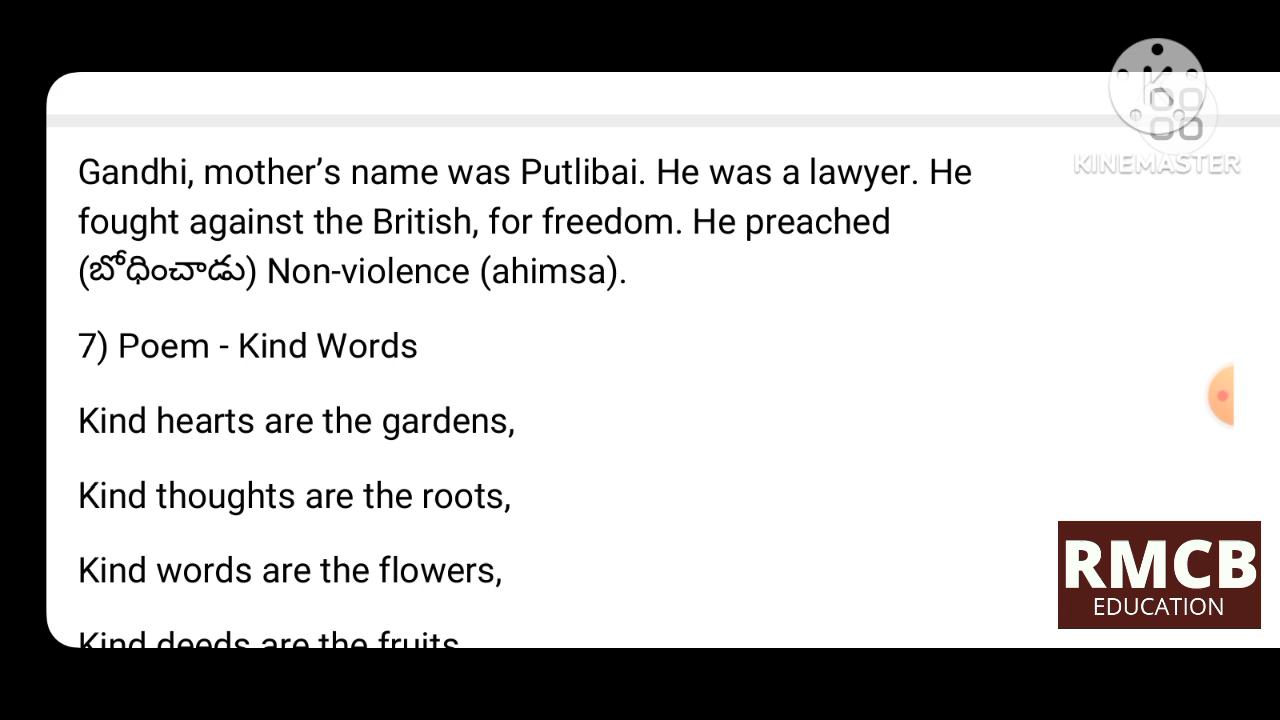 KINEMASTER
Gandhi, mother’s name was Putlibai. He was a lawyer. He
fought against the British, for freedom. He preached
(బోధించాడు) Non-violence (ahimsa).
7) Poem - Kind Words
Kind hearts are the gardens,
Kind thoughts are the roots,
Kind words are the flowers,
Kind deeds are the fruits
RMCB
EDUCATION